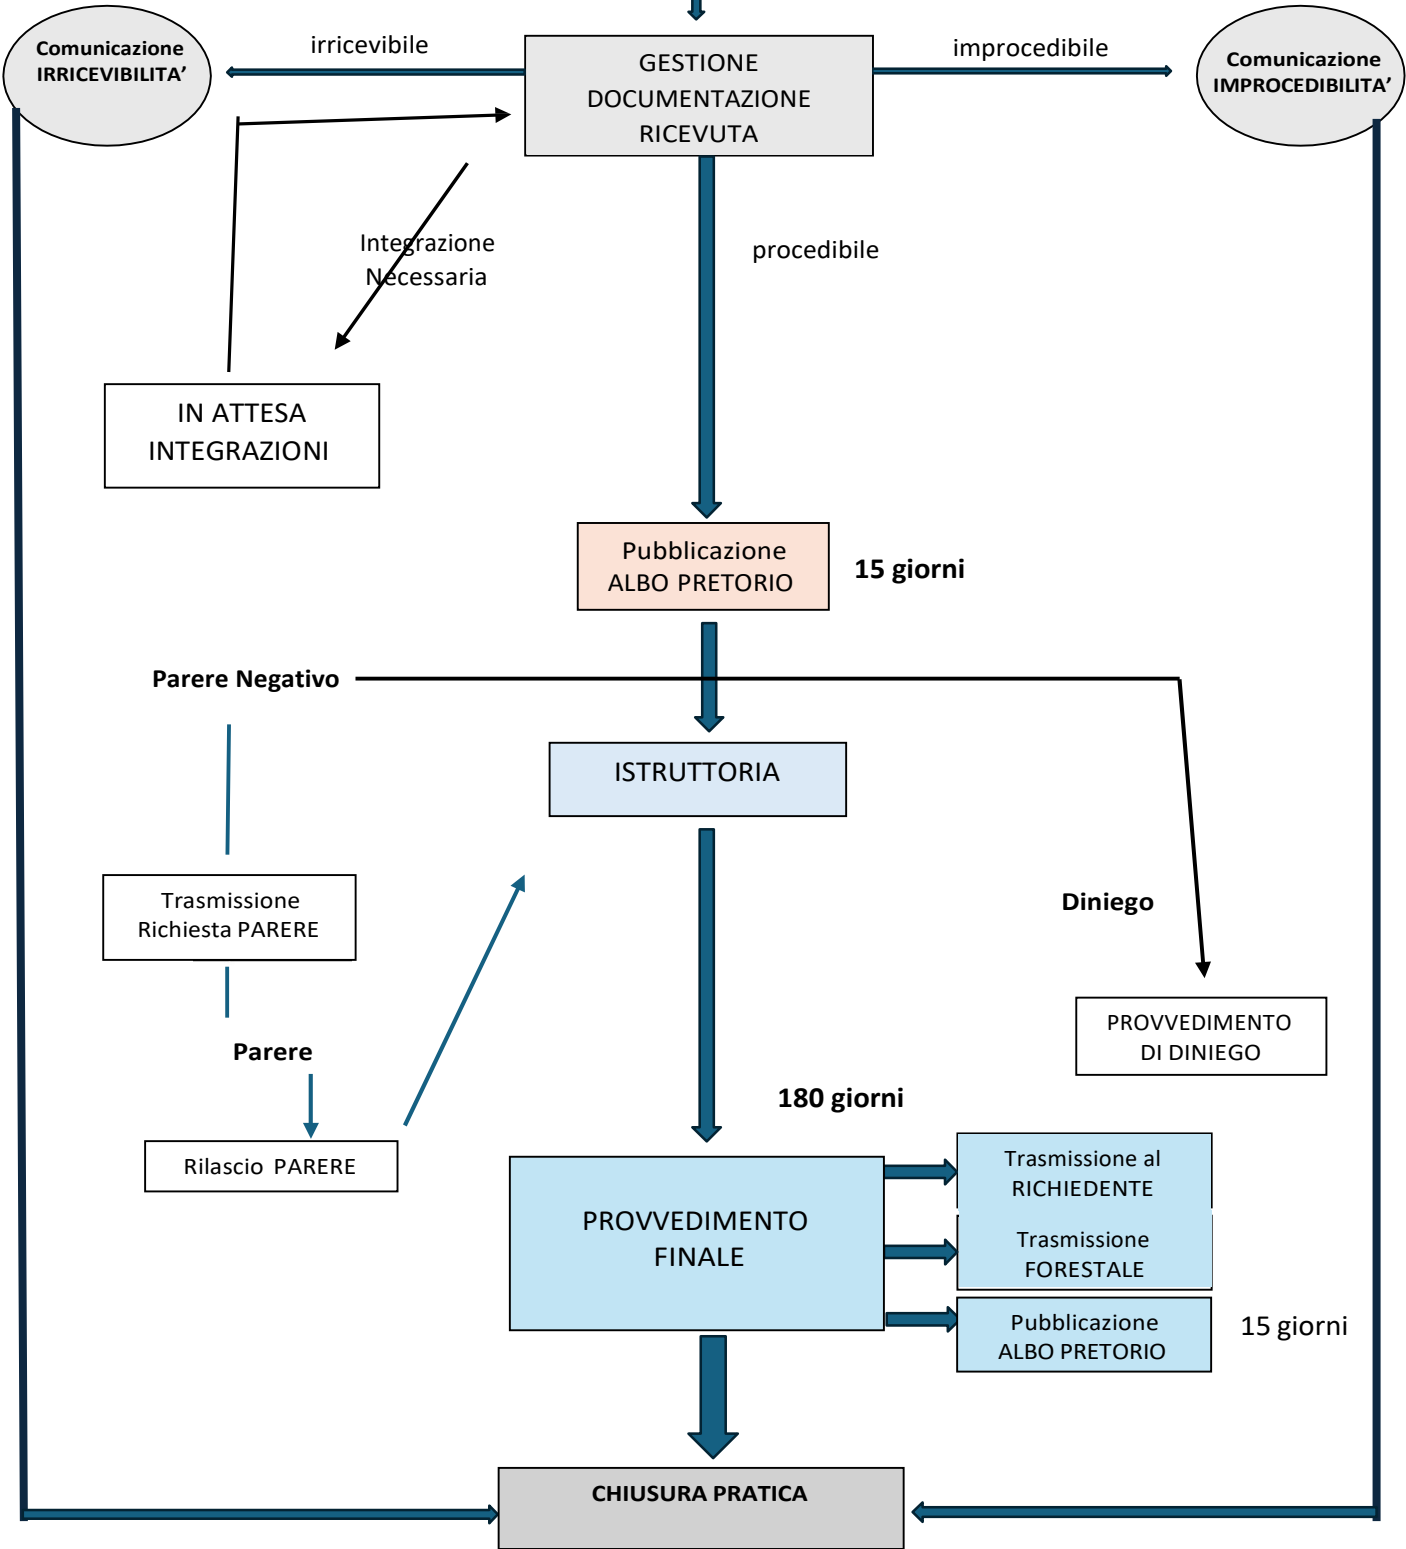 Comunicazione
IRRICEVIBILITA’
irricevibile
GESTIONE
DOCUMENTAZIONE
RICEVUTA
improcedibile
Comunicazione
IMPROCEDIBILITA’
Integrazione
Necessaria
procedibile
IN ATTESA
INTEGRAZIONI
Pubblicazione
ALBO PRETORIO
15 giorni
Parere Negativo
ISTRUTTORIA
Trasmissione
Richiesta PARERE
Diniego
Parere
PROVVEDIMENTO
DI DINIEGO
180 giorni
Rilascio PARERE
PROVVEDIMENTO
FINALE
Trasmissione al
RICHIEDENTE
Trasmissione
FORESTALE
Pubblicazione
ALBO PRETORIO
15 giorni
CHIUSURA PRATICA